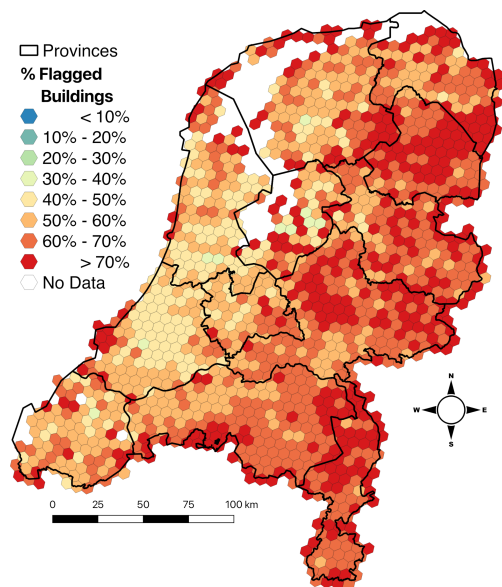 Provinces
% Flagged
Buildings
< 10%
10% - 20%
20% - 30%
30% - 40%
40% - 50%
50% - 60%
60% - 70%
> 70%
No Data
N
W E
S
0 25 50 75 100 km